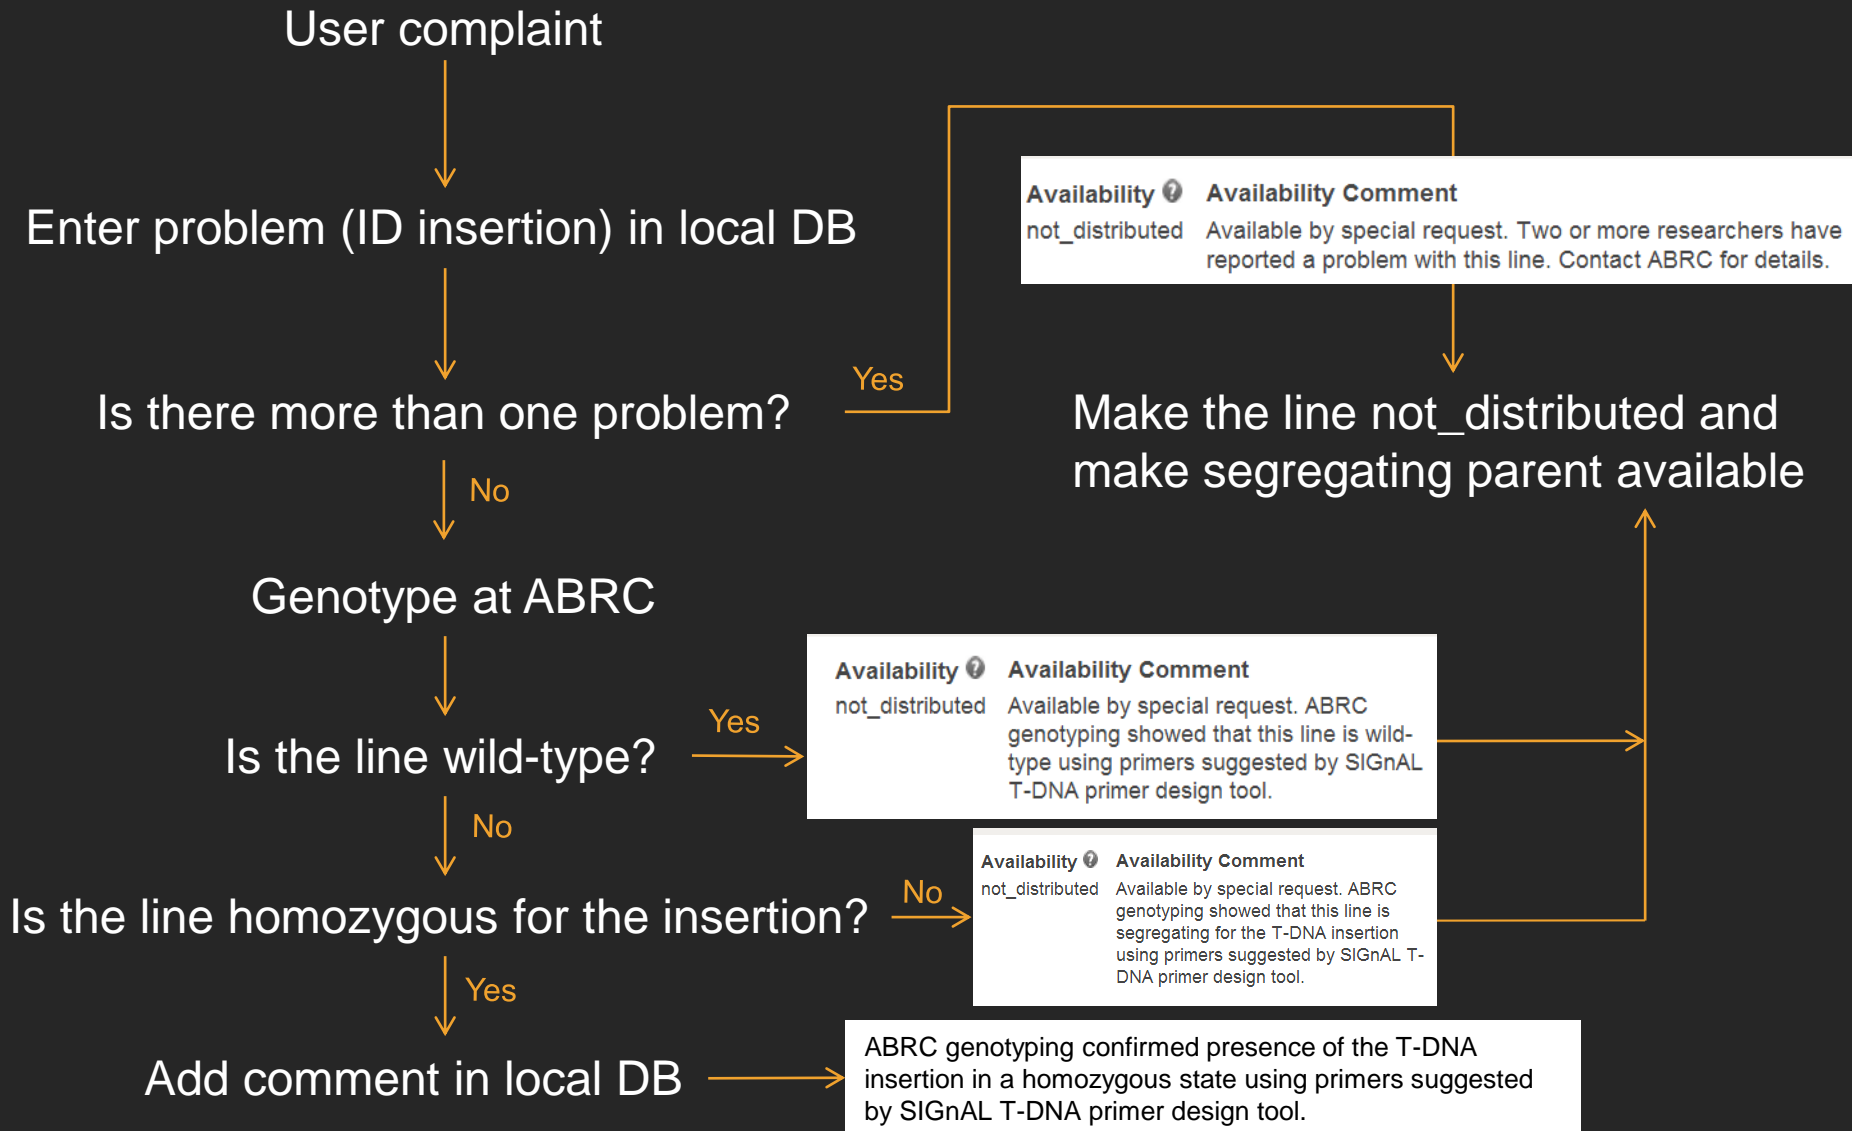 User complaint
Enter problem (ID insertion) in local DB
Is there more than one problem?
Yes
No
Availability ? Availability Comment
not_distributed Available by special request. Two or more researchers have
reported a problem with this line. Contact ABRC for details.
Make the line not_distributed and
make segregating parent available
Genotype at ABRC
Is the line wild-type?
Yes
No
Availability ? Availability Comment
not_distributed Available by special request. ABRC
genotyping showed that this line is wild-
type using primers suggested by SIGnAL
T-DNA primer design tool.
Is the line homozygous for the insertion?
No
Yes
Availability ? Availability Comment
not_distributed Available by special request. ABRC
genotyping showed that this line is
segregating for the T-DNA insertion
using primers suggested by SIGnAL T-
DNA primer design tool.
Add comment in local DB
ABRC genotyping confirmed presence of the T-DNA
insertion in a homozygous state using primers suggested
by SIGnAL T-DNA primer design tool.